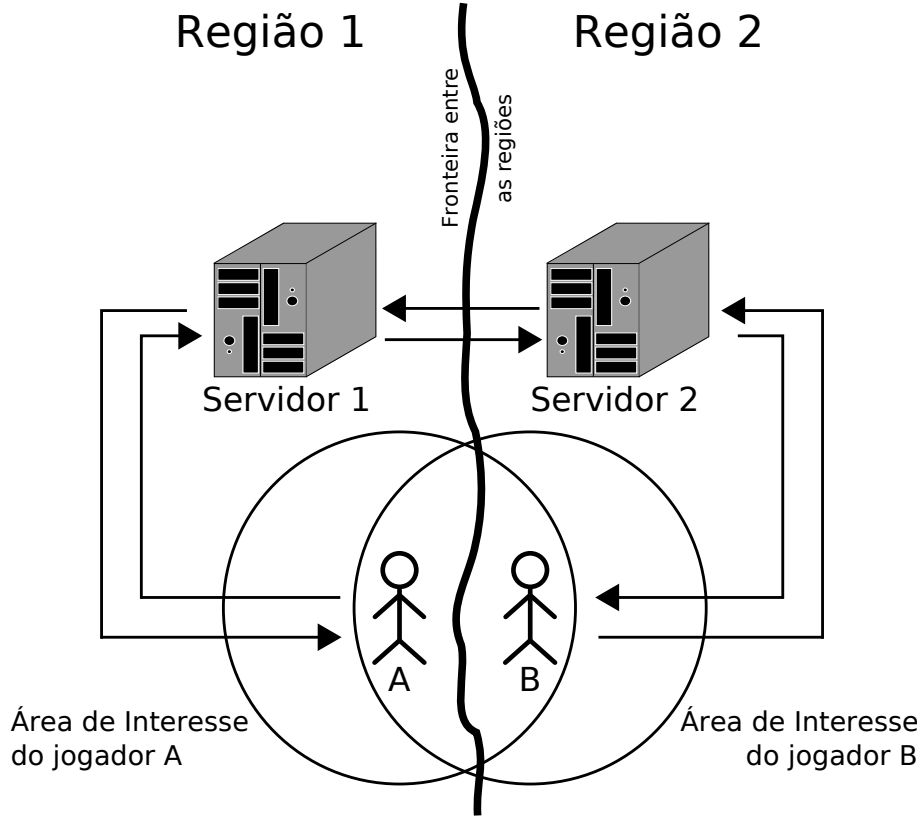 Região 1
Região 2
Fronteira entre
as regiões
Servidor 1
Servidor 2
A
B
Área de Interesse
do jogador A
Área de Interesse
do jogador B